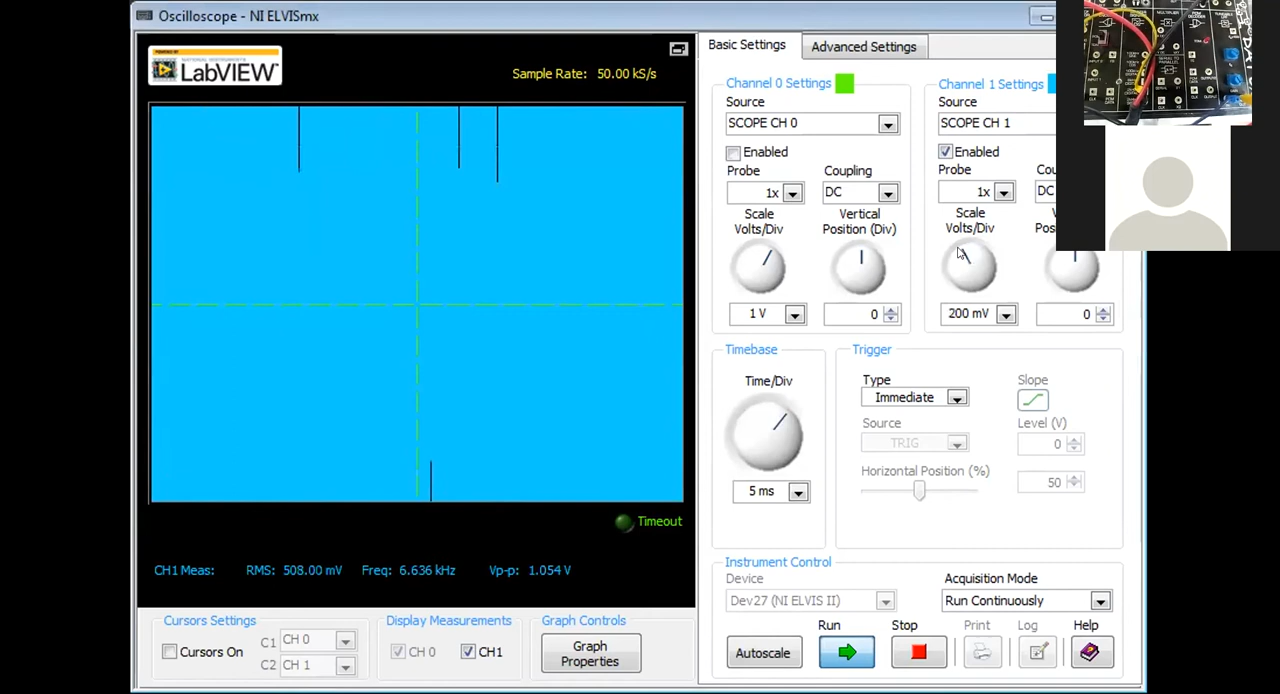 Oscilloscope - NI ELVISmx
LabVIEW
Sample Rate: 50.00 kS/s
Timeout
CH1 Meas: RMS: 508.00 mV Freq: 6.636 kHz Vp-p: 1.054 V
Cursors Settings
Cursors On
C1 CH 0
C2 CH 1
Display Measurements
CH 0 CH1
Graph Controls
Graph Properties
Basic Settings Advanced Settings
Channel 0 Settings
Source
SCOPE CH 0
Enabled
Probe Coupling
1x DC
Scale Vertical
Volts/Div Position (Div)
1 V 0
Channel 1 Settings
Source
SCOPE CH 1
Enabled
Probe
1x DC
Scale
Volts/Div
200 mV 0
Timebase
Time/Div
5 ms
Trigger
Type Slope
Immediate
Source Level (V)
TRIG 0
Horizontal Position (%)
50
Instrument Control
Device Acquisition Mode
Dev27 (NI ELVIS II) Run Continuously
Run Stop Print Log Help
Autoscale